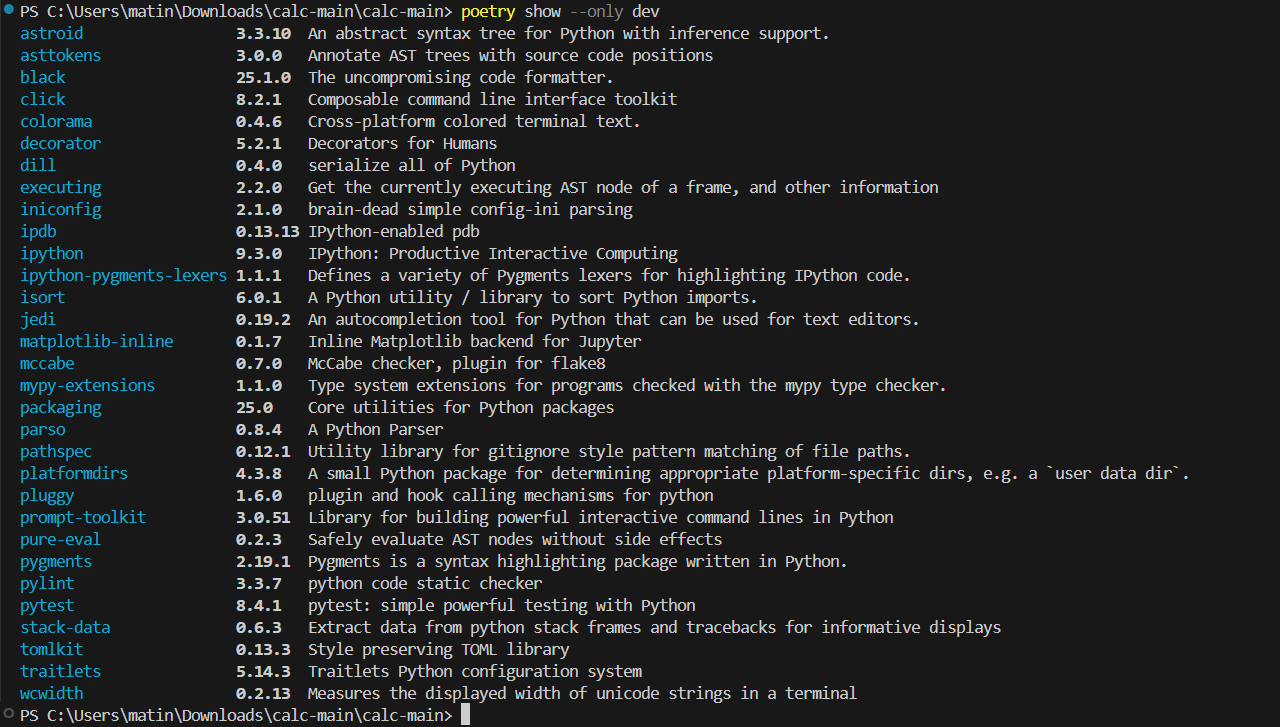 PS C:\Users\matin\Downloads\calc-main\calc-main> poetry show --only dev
astroid 3.3.10 An abstract syntax tree for Python with inference support.
asttokens 3.0.0 Annotate AST trees with source code positions
black 25.1.0 The uncompromising code formatter.
click 8.2.1 Composable command line interface toolkit
colorama 0.4.6 Cross-platform colored terminal text.
decorator 5.2.1 Decorators for Humans
dill 0.4.0 serialize all of Python
executing 2.2.0 Get the currently executing AST node of a frame, and other information
iniconfig 2.1.0 brain-dead simple config-ini parsing
ipdb 0.13.13 IPython-enabled pdb
ipython 9.3.0 IPython: Productive Interactive Computing
ipython-pygments-lexers 1.1.1 Defines a variety of Pygments lexers for highlighting IPython code.
isort 6.0.1 A Python utility / library to sort Python imports.
jedi 0.19.2 An autocompletion tool for Python that can be used for text editors.
matplotlib-inline 0.1.7 Inline Matplotlib backend for Jupyter
mccabe 0.7.0 McCabe checker, plugin for flake8
mypy-extensions 1.1.0 Type system extensions for programs checked with the mypy type checker.
packaging 25.0 Core utilities for Python packages
parso 0.8.4 A Python Parser
pathspec 0.12.1 Utility library for gitignore style pattern matching of file paths.
platformdirs 4.3.8 A small Python package for determining appropriate platform-specific dirs, e.g. a `user data dir`.
pluggy 1.6.0 plugin and hook calling mechanisms for python
prompt-toolkit 3.0.51 Library for building powerful interactive command lines in Python
pure-eval 0.2.3 Safely evaluate AST nodes without side effects
pygments 2.19.1 Pygments is a syntax highlighting package written in Python.
pylint 3.3.7 python code static checker
pytest 8.4.1 pytest: simple powerful testing with Python
stack-data 0.6.3 Extract data from python stack frames and tracebacks for informative displays
tomlkit 0.13.3 Style preserving TOML library
traitlets 5.14.3 Traitlets Python configuration system
wcwidth 0.2.13 Measures the displayed width of unicode strings in a terminal
PS C:\Users\matin\Downloads\calc-main\calc-main>